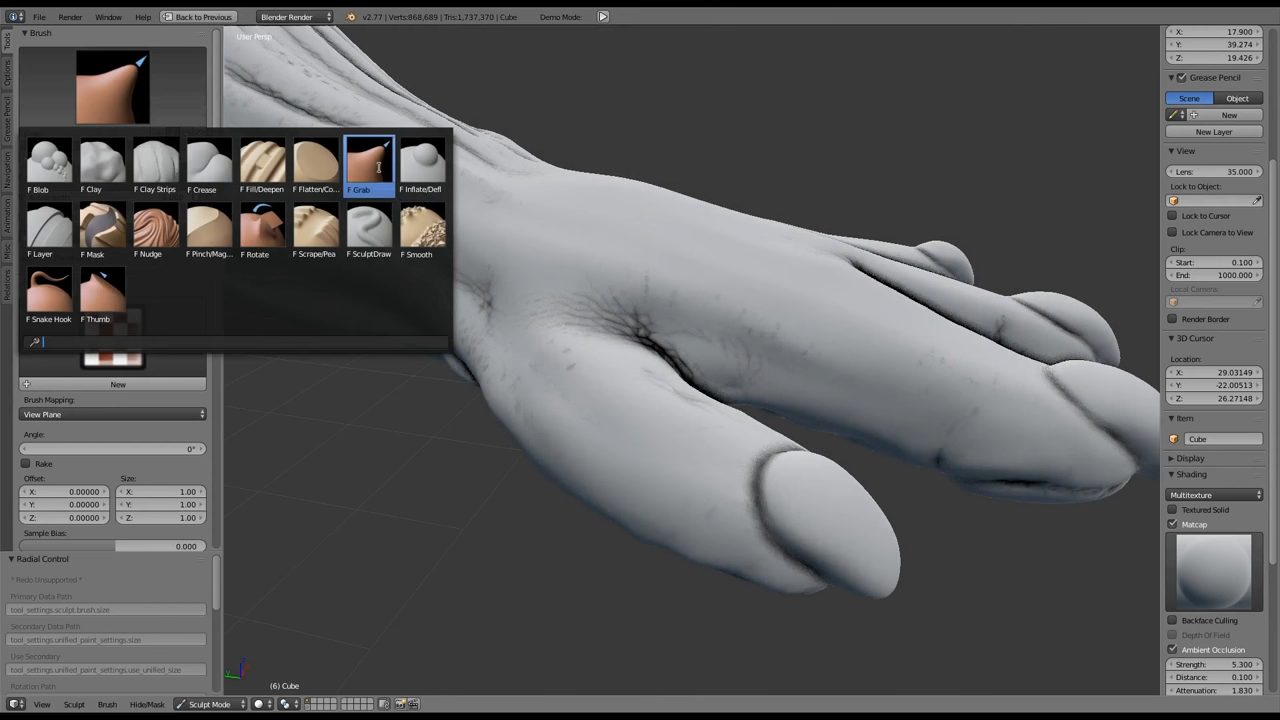 File Render Window Help Back to Previous Blender Render v2.77 | Verts:868,689 | Tris:1,737,370 | Cube Demo Mode:
Tools
Options
Grease Pencil
Navigation
Animation
Misc
Relations
Brush
F Blob F Clay F Clay Strips F Crease F Fill/Deepen F Flatten/Co... F Grab F Inflate/Defl
F Layer F Mask F Nudge F Pinch/Mag... F Rotate F Scrape/Pea F SculptDraw F Smooth
F Snake Hook F Thumb
New
Brush Mapping:
View Plane
Angle:
0°
Rake
Offset: Size:
X: 0.00000 X: 1.00
Y: 0.00000 Y: 1.00
Z: 0.00000 Z: 1.00
Sample Bias:
0.000
Radial Control
* Redo Unsupported *
Primary Data Path
tool_settings.sculpt.brush.size
Secondary Data Path
tool_settings.unified_paint_settings.size
Use Secondary
tool_settings.unified_paint_settings.use_unified_size
Rotation Path
User Persp
(6) Cube
X: 17.900
Y: 39.274
Z: 19.426
Grease Pencil
Scene Object
New
New Layer
View
Lens: 35.000
Lock to Object:
Lock to Cursor
Lock Camera to View
Clip:
Start: 0.100
End: 1000.000
Local Camera:
Render Border
3D Cursor
Location:
X: 29.03149
Y: -22.00513
Z: 26.27148
Item
Cube
Display
Shading
Multitexture
Textured Solid
Matcap
Backface Culling
Depth Of Field
Ambient Occlusion
Strength: 5.300
Distance: 0.100
Attenuation: 1.830
View Sculpt Brush Hide/Mask Sculpt Mode